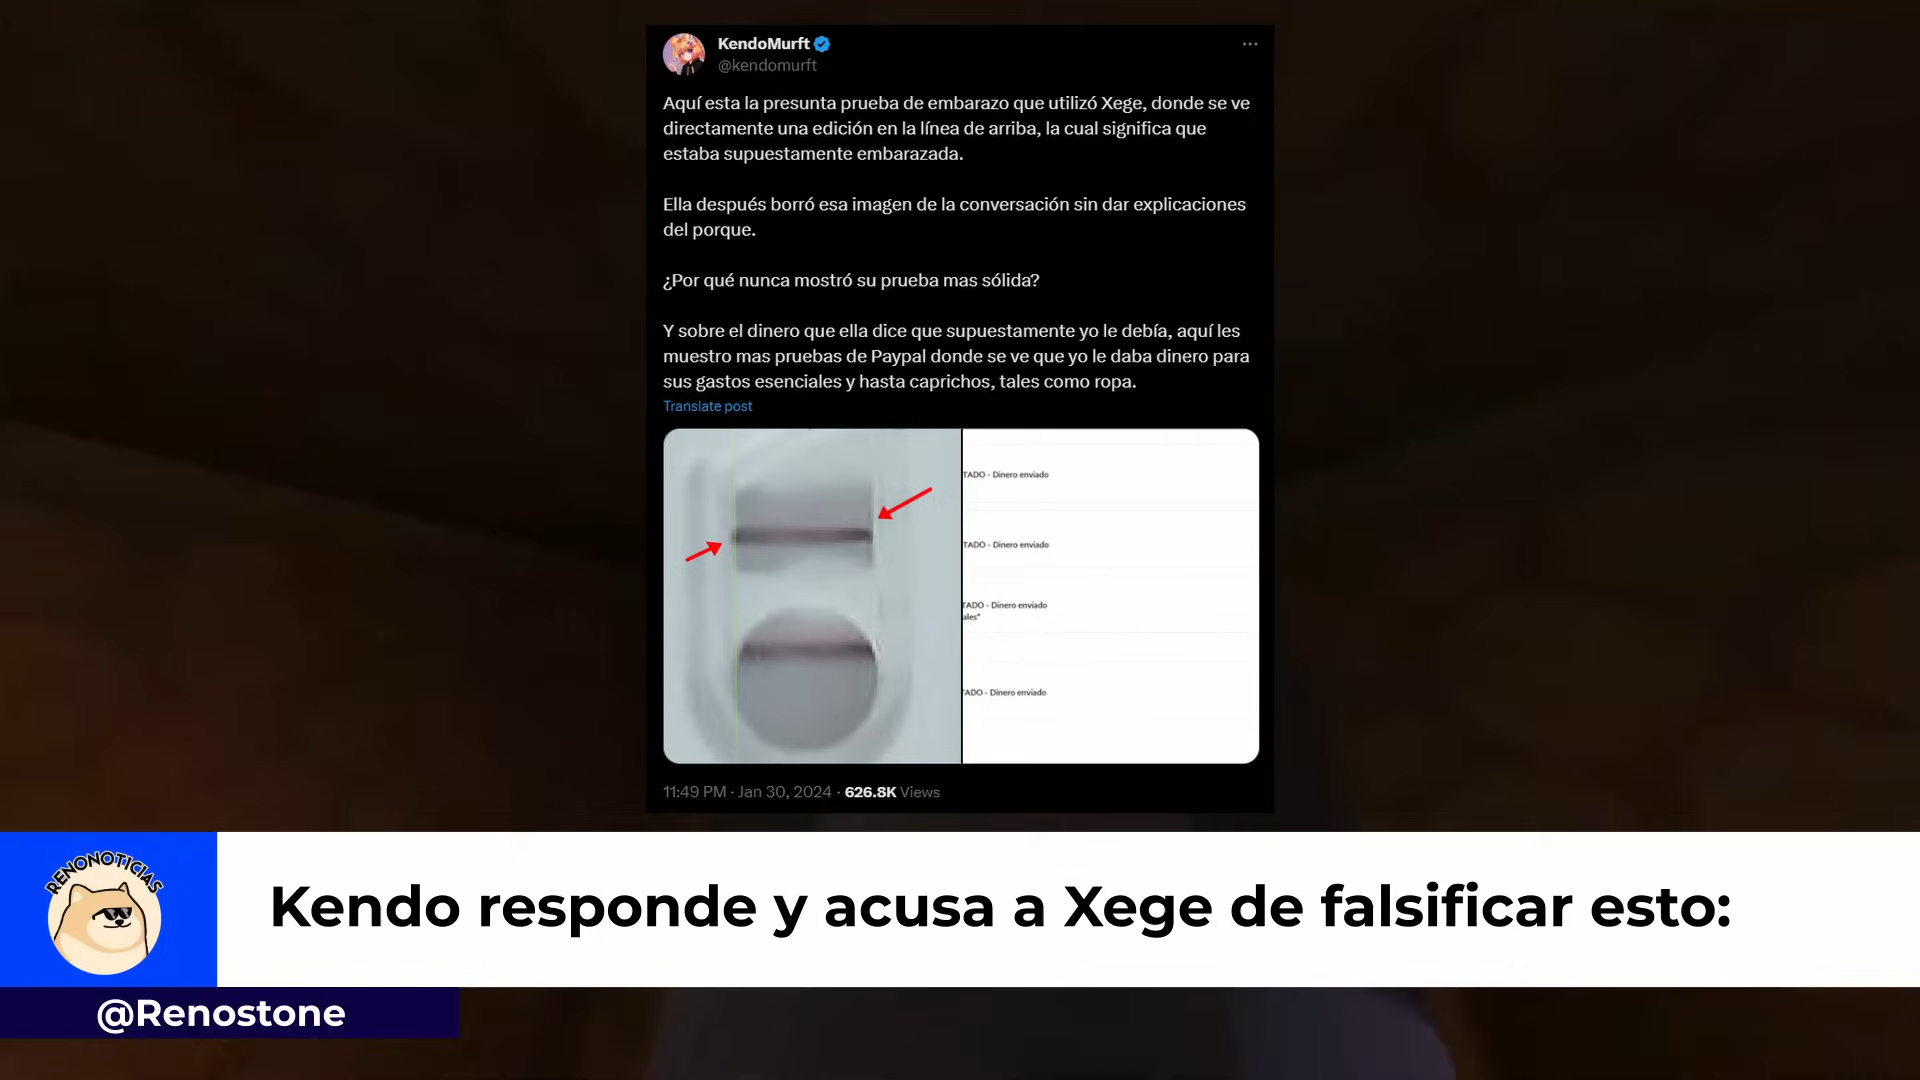 KendoMurft
@kendomurft
Aquí esta la presunta prueba de embarazo que utilizó Xege, donde se ve
directamente una edición en la línea de arriba, la cual significa que
estaba supuestamente embarazada.
Ella después borró esa imagen de la conversación sin dar explicaciones
del porque.
¿Por qué nunca mostró su prueba mas sólida?
Y sobre el dinero que ella dice que supuestamente yo le debía, aquí les
muestro mas pruebas de Paypal donde se ve que yo le daba dinero para
sus gastos esenciales y hasta caprichos, tales como ropa.
Translate post
TADO - Dinero enviado
TADO - Dinero enviado
TADO - Dinero enviado
ales"
TADO - Dinero enviado
11:49 PM · Jan 30, 2024 · 626.8K Views
RENONOTICIAS
Kendo responde y acusa a Xege de falsificar esto:
@Renostone